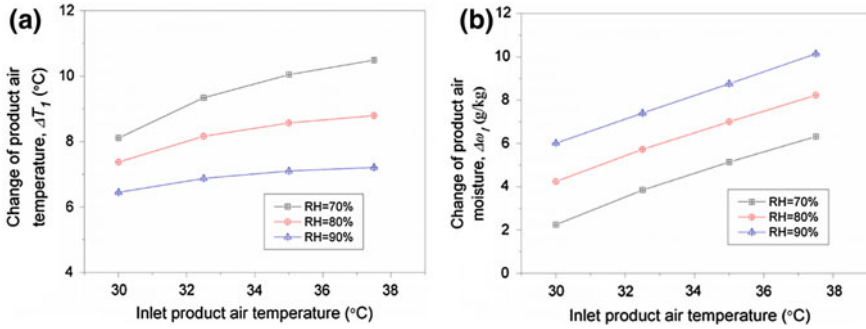 (a)
12
10
8
6
4
Change of product air
temperature, ΔT1 (°C)
RH=70%
RH=80%
RH=90%
30 32 34 36 38
Inlet product air temperature (°C)
(b)
12
10
8
6
4
2
0
Change of product air
moisture, Δω1 (g/kg)
RH=90%
RH=80%
RH=70%
30 32 34 36 38
Inlet product air temperature (°C)